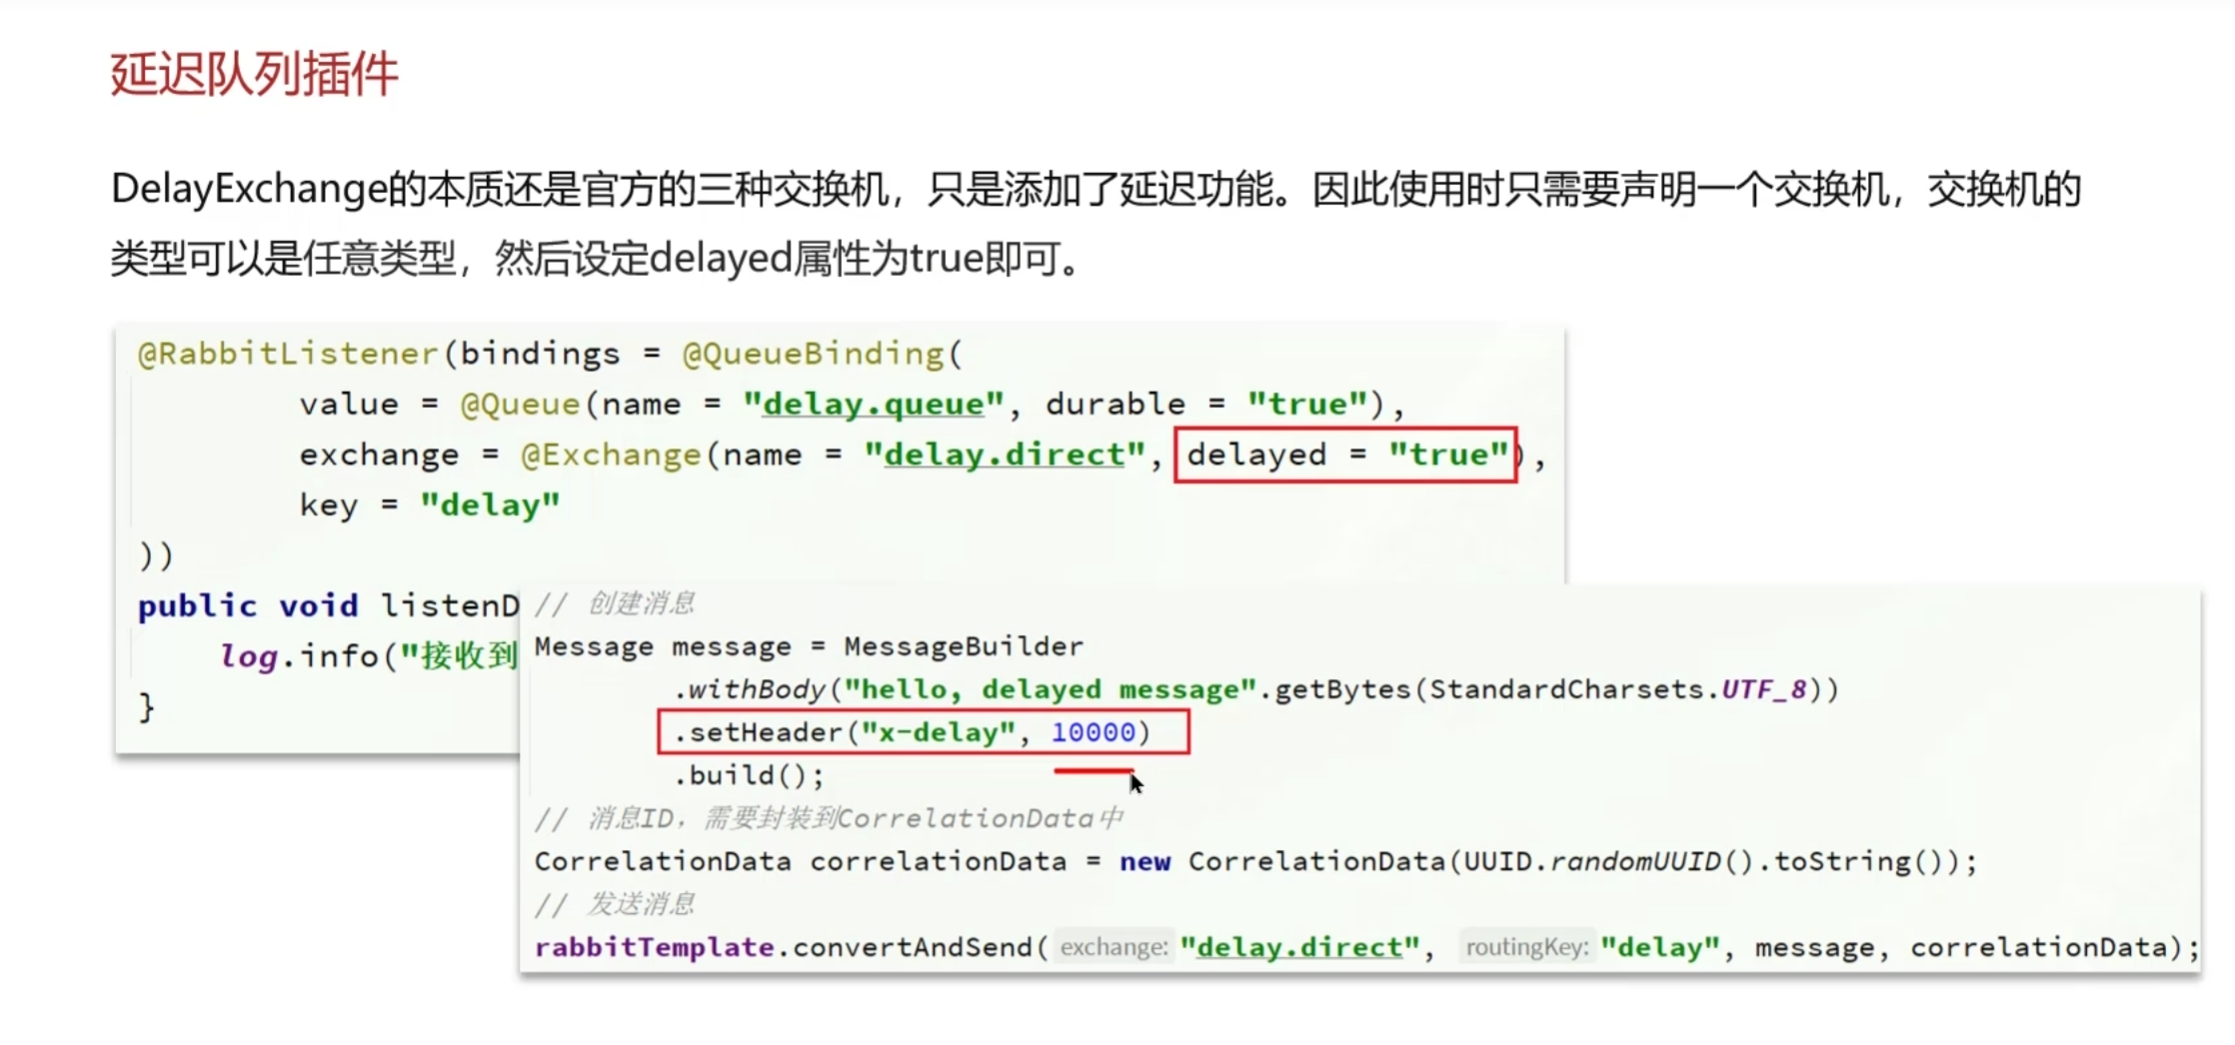 延迟队列插件
DelayExchange的本质还是官方的三种交换机，只是添加了延迟功能。因此使用时只需要声明一个交换机，交换机的
类型可以是任意类型，然后设定delayed属性为true即可。
@RabbitListener(bindings = @QueueBinding(
value = @Queue(name = "delay.queue", durable = "true"),
exchange = @Exchange(name = "delay.direct", delayed = "true"),
key = "delay"
))
public void listenD
log.info("接收到
}
// 创建消息
Message message = MessageBuilder
.withBody("hello, delayed message".getBytes(StandardCharsets.UTF_8))
.setHeader("x-delay", 10000)
.build();
// 消息ID，需要封装到CorrelationData中
CorrelationData correlationData = new CorrelationData(UUID.randomUUID().toString());
// 发送消息
rabbitTemplate.convertAndSend( exchange: "delay.direct", routingKey: "delay", message, correlationData);